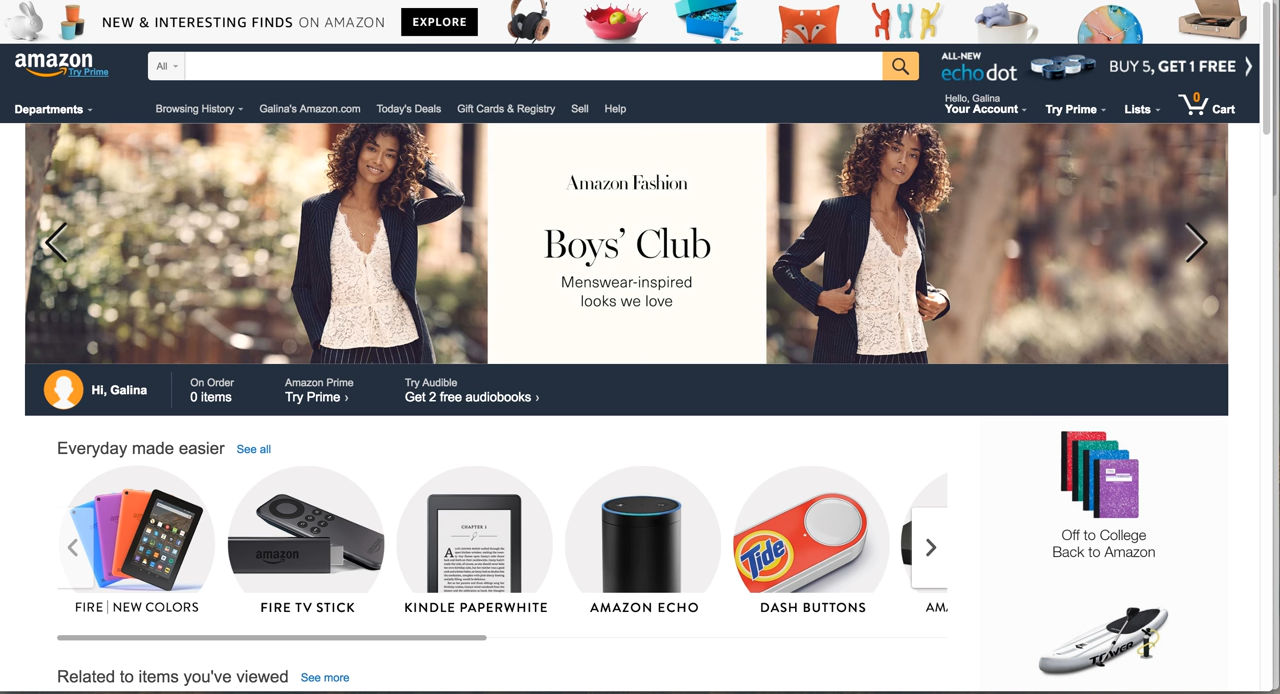 NEW & INTERESTING FINDS ON AMAZON EXPLORE
amazon
Try Prime
All
ALL-NEW
echo dot
BUY 5, GET 1 FREE
Departments
Browsing History Galina's Amazon.com Today's Deals Gift Cards & Registry Sell Help
Hello, Galina
Your Account
Try Prime
Lists
0
Cart
Amazon Fashion
Boys' Club
Menswear-inspired
looks we love
Hi, Galina
On Order
0 items
Amazon Prime
Try Prime ›
Try Audible
Get 2 free audiobooks ›
Everyday made easier See all
amazon
amazon
CHAPTER I
Tide
FIRE | NEW COLORS
FIRE TV STICK
KINDLE PAPERWHITE
AMAZON ECHO
DASH BUTTONS
AM
Off to College
Back to Amazon
Related to items you've viewed See more